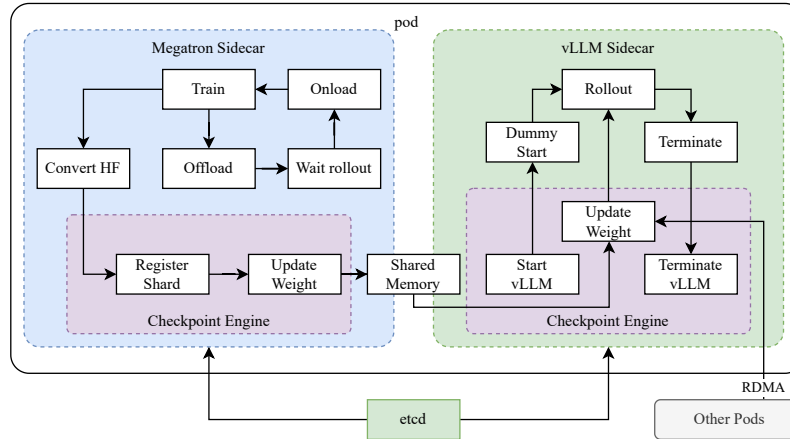 pod
Megatron Sidecar
vLLM Sidecar
Train
Onload
Rollout
Convert HF
Offload
Wait rollout
Dummy
Start
Terminate
Register
Shard
Update
Weight
Shared
Memory
Start
vLLM
Update
Weight
Terminate
vLLM
Checkpoint Engine
Checkpoint Engine
RDMA
etcd
Other Pods